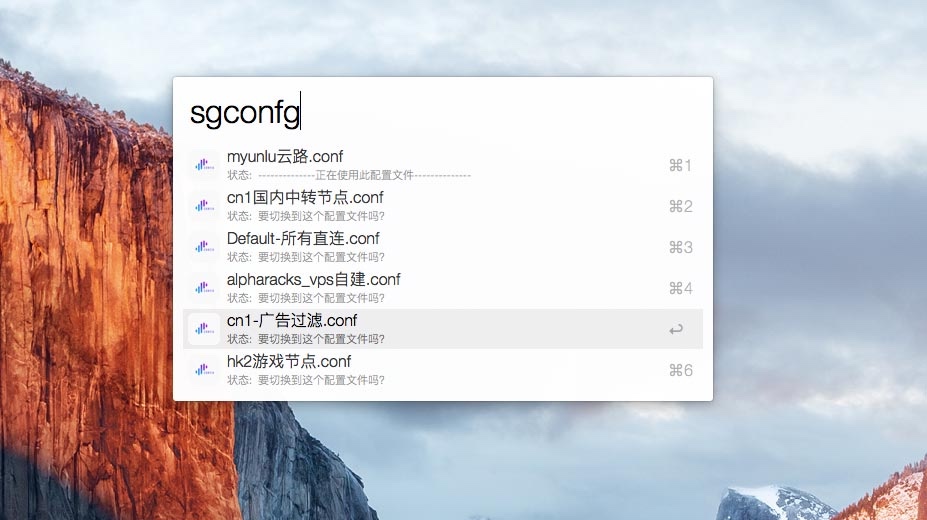 sgconfg
myunlu云路.conf
状态: --------------正在使用此配置文件--------------
⌘1
cn1国内中转节点.conf
状态: 要切换到这个配置文件吗?
⌘2
Default-所有直连.conf
状态: 要切换到这个配置文件吗?
⌘3
alpharacks_vps自建.conf
状态: 要切换到这个配置文件吗?
⌘4
cn1-广告过滤.conf
状态: 要切换到这个配置文件吗?
↩
hk2游戏节点.conf
状态: 要切换到这个配置文件吗?
⌘6